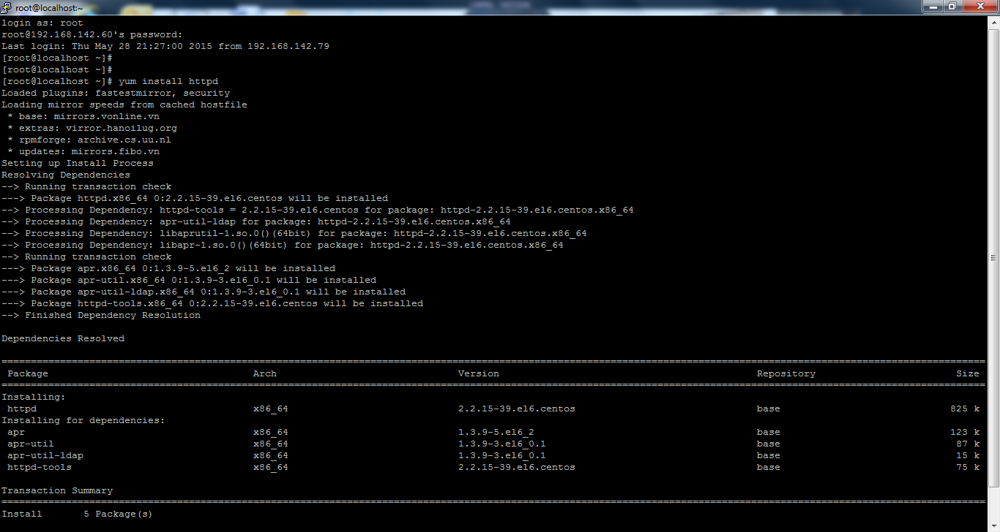 root@localhost:~
login as: root
root@192.168.142.60's password:
Last login: Thu May 28 21:27:00 2015 from 192.168.142.79
[root@localhost ~]#
[root@localhost ~]#
[root@localhost ~]# yum install httpd
Loaded plugins: fastestmirror, security
Loading mirror speeds from cached hostfile
 * base: mirrors.vonline.vn
 * extras: virror.hanoilug.org
 * rpmforge: archive.cs.uu.nl
 * updates: mirrors.fibo.vn
Setting up Install Process
Resolving Dependencies
--> Running transaction check
---> Package httpd.x86_64 0:2.2.15-39.el6.centos will be installed
--> Processing Dependency: httpd-tools = 2.2.15-39.el6.centos for package: httpd-2.2.15-39.el6.centos.x86_64
--> Processing Dependency: apr-util-ldap for package: httpd-2.2.15-39.el6.centos.x86_64
--> Processing Dependency: libaprutil-1.so.0()(64bit) for package: httpd-2.2.15-39.el6.centos.x86_64
--> Processing Dependency: libapr-1.so.0()(64bit) for package: httpd-2.2.15-39.el6.centos.x86_64
--> Running transaction check
---> Package apr.x86_64 0:1.3.9-5.el6_2 will be installed
---> Package apr-util.x86_64 0:1.3.9-3.el6_0.1 will be installed
---> Package apr-util-ldap.x86_64 0:1.3.9-3.el6_0.1 will be installed
---> Package httpd-tools.x86_64 0:2.2.15-39.el6.centos will be installed
--> Finished Dependency Resolution
Dependencies Resolved
Package Arch Version Repository Size
Installing:
httpd x86_64 2.2.15-39.el6.centos base 825 k
Installing for dependencies:
apr x86_64 1.3.9-5.el6_2 base 123 k
apr-util x86_64 1.3.9-3.el6_0.1 base 87 k
apr-util-ldap x86_64 1.3.9-3.el6_0.1 base 15 k
httpd-tools x86_64 2.2.15-39.el6.centos base 75 k
Transaction Summary
Install 5 Package(s)